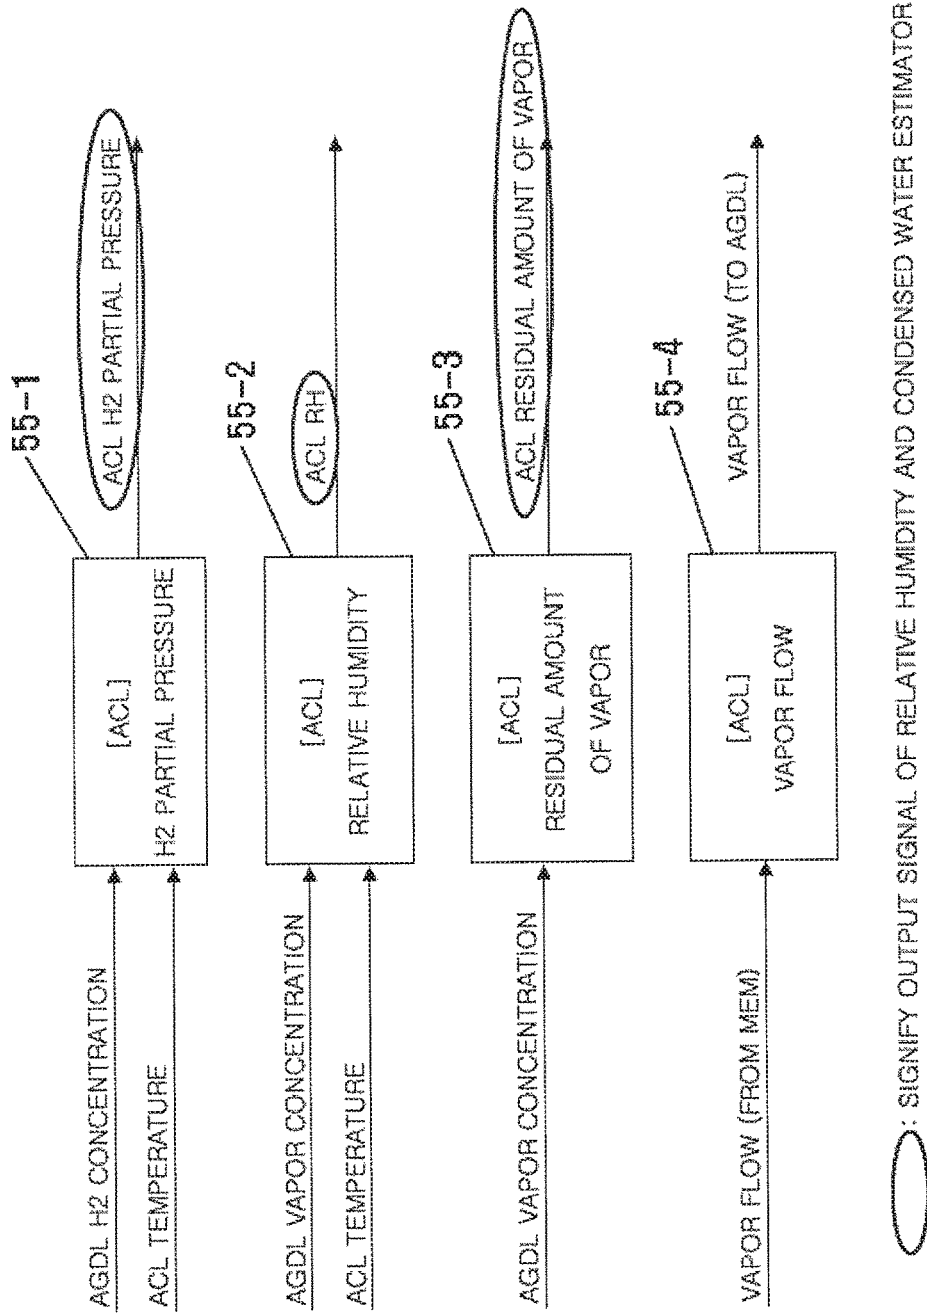 55-1
AGDL H2 CONCENTRATION
ACL TEMPERATURE
[ACL]
H2 PARTIAL PRESSURE
ACL H2 PARTIAL PRESSURE
55-2
AGDL VAPOR CONCENTRATION
ACL TEMPERATURE
[ACL]
RELATIVE HUMIDITY
ACL RH
55-3
AGDL VAPOR CONCENTRATION
[ACL]
RESIDUAL AMOUNT
OF VAPOR
ACL RESIDUAL AMOUNT OF VAPOR
55-4
VAPOR FLOW (FROM MEM)
[ACL]
VAPOR FLOW
VAPOR FLOW (TO AGDL)
: SIGNIFY OUTPUT SIGNAL OF RELATIVE HUMIDITY AND CONDENSED WATER ESTIMATOR